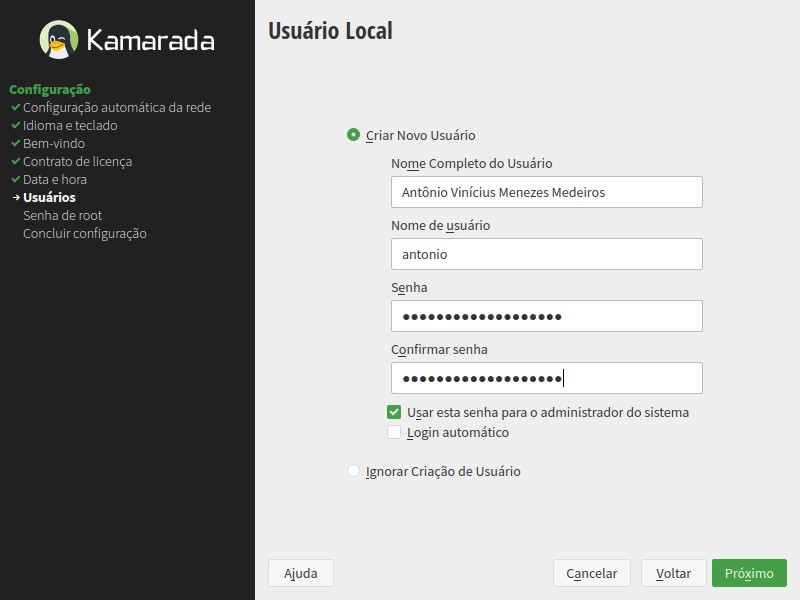 Kamarada
Configuração
Configuração automática da rede
Idioma e teclado
Bem-vindo
Contrato de licença
Data e hora
Usuários
Senha de root
Concluir configuração
Usuário Local
Criar Novo Usuário
Nome Completo do Usuário
Antônio Vinícius Menezes Medeiros
Nome de usuário
antonio
Senha
●●●●●●●●●●●●●●●●●●●
Confirmar senha
●●●●●●●●●●●●●●●●●●●
Usar esta senha para o administrador do sistema
Login automático
Ignorar Criação de Usuário
Ajuda Cancelar Voltar Próximo